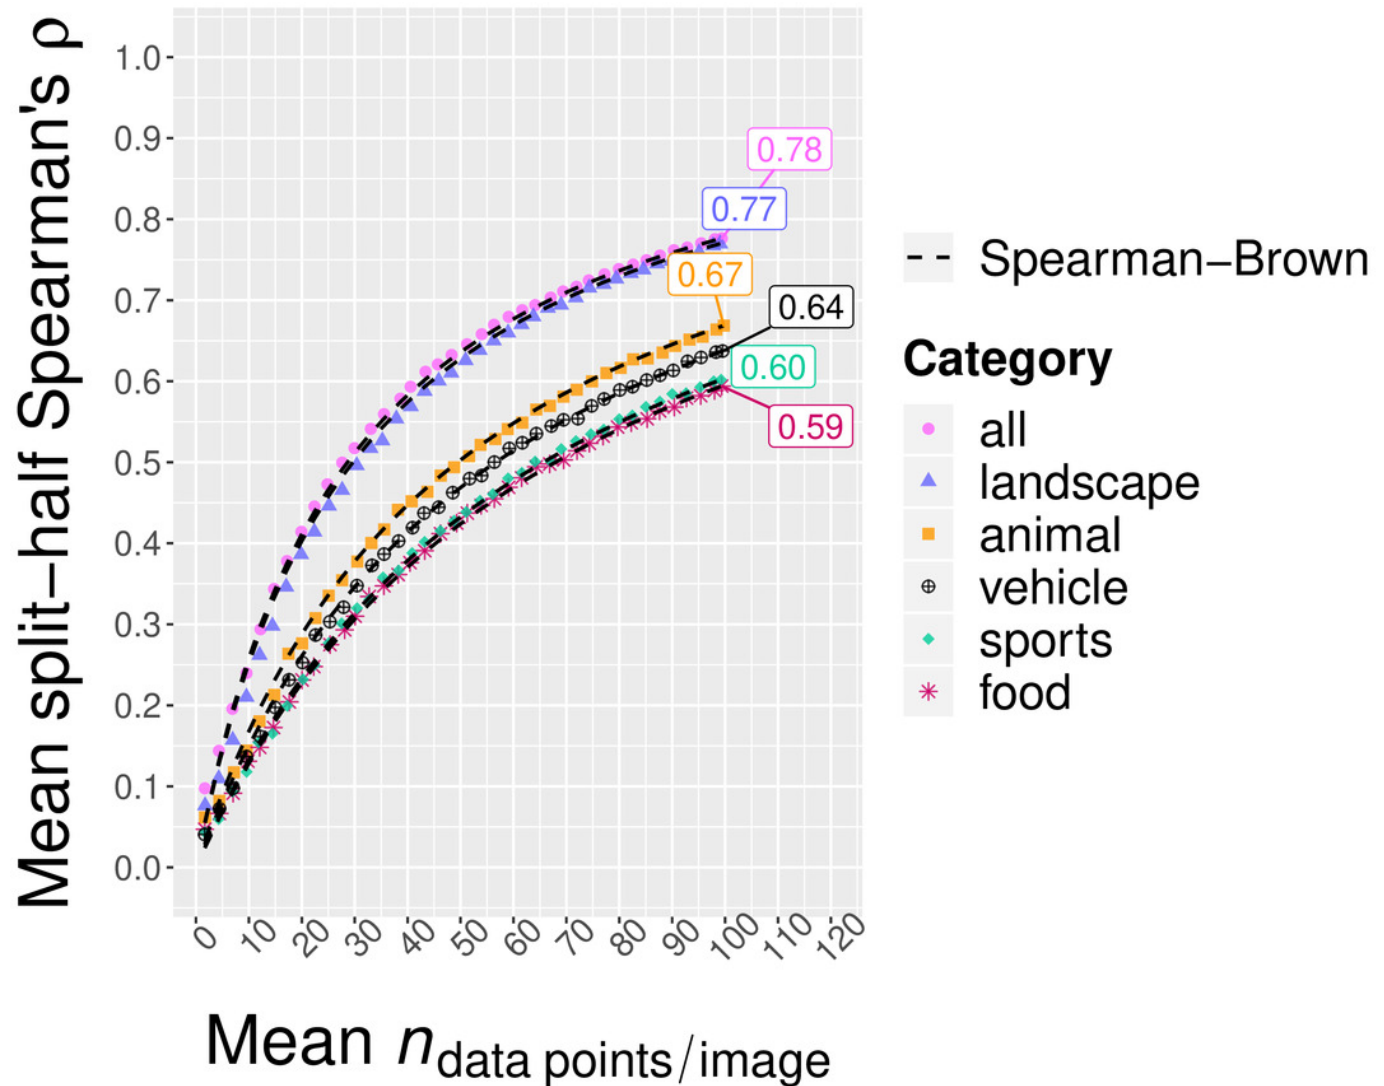 Mean split−half Spearman's ρ
1.0
0.9
0.8
0.7
0.6
0.5
0.4
0.3
0.2
0.1
0.0
0.78
0.77
0.67
0.64
0.60
0.59
0 10 20 30 40 50 60 70 80 90 100 110 120
Mean n data points/image
Spearman−Brown
Category
all
landscape
animal
vehicle
sports
food